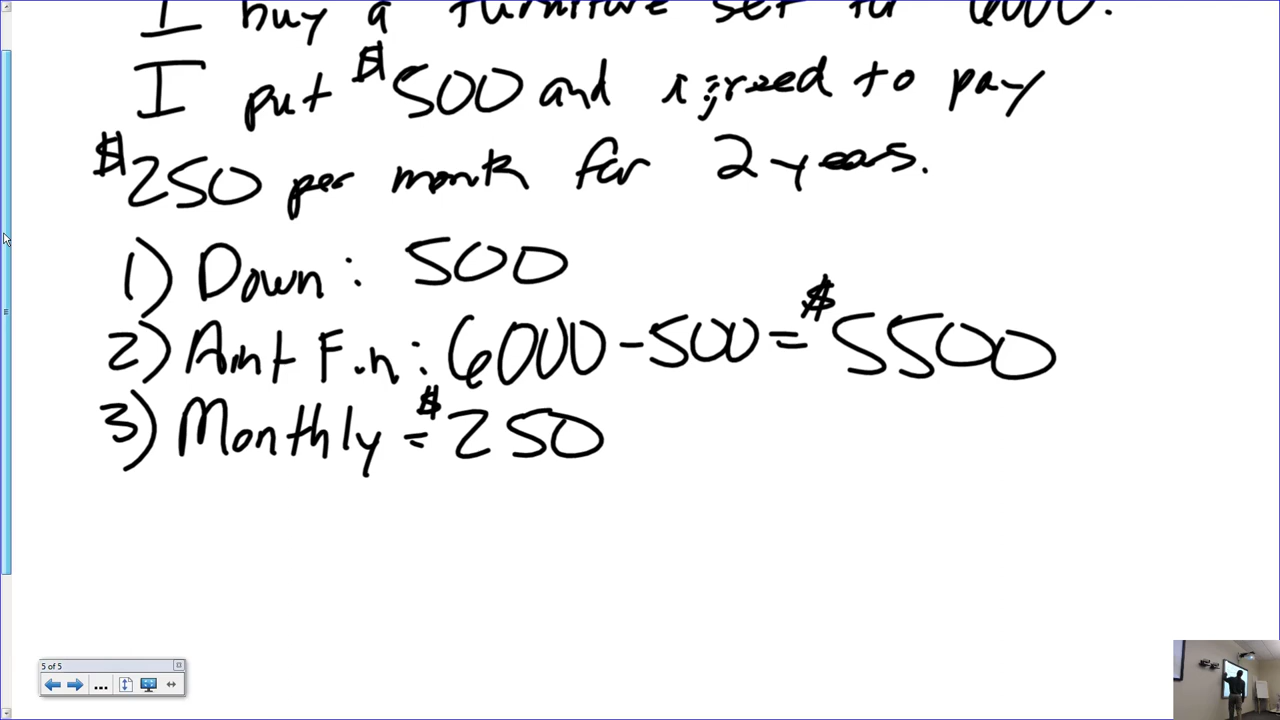 I buy a furniture set for 6000.
I put $500 and agreed to pay
$250 per month for 2 years.
1) Down: 500
2) Amt Fin: 6000 - 500 = $5500
3) Monthly = $250
5 of 5